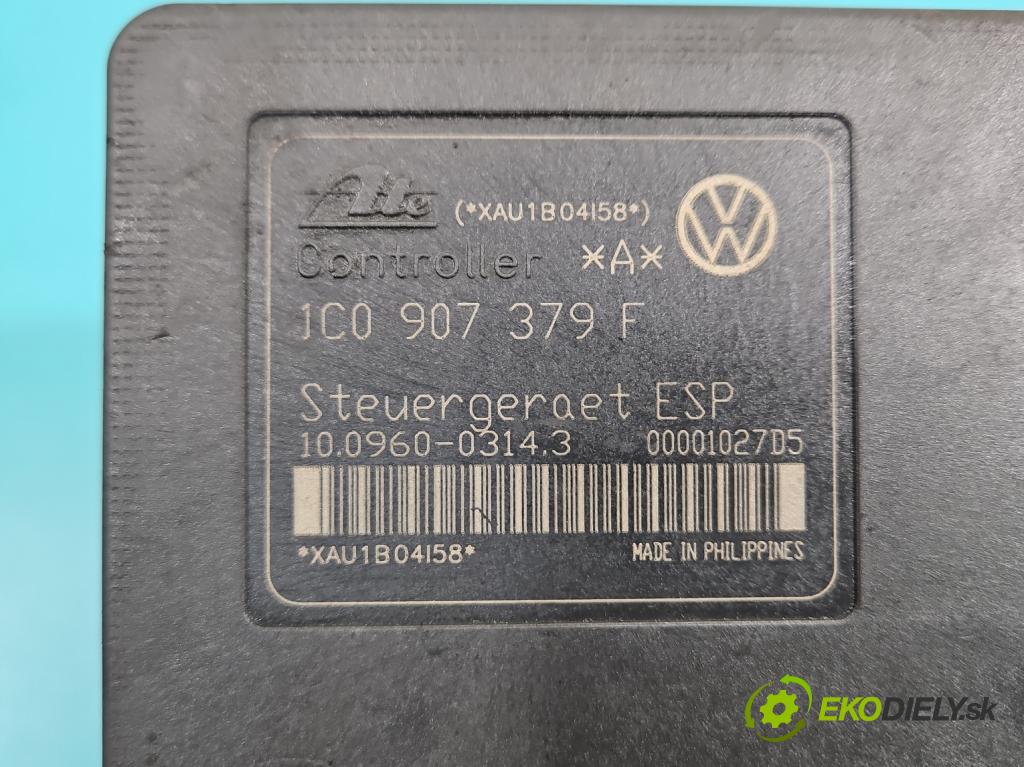 Ate (*XAU1B04I58*)
Controller *A*
1C0 907 379 F
Steuergeraet ESP
10.0960-0314.3 00001027D5
*XAU1B04I58* MADE IN PHILIPPINES
EKODIELY.sk